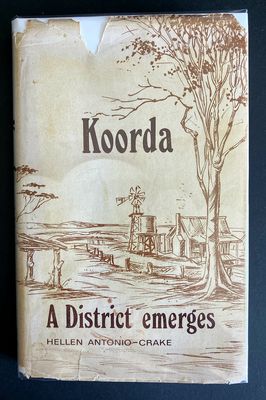 Koorda
A District emerges
HELLEN ANTONIO-CRAKE